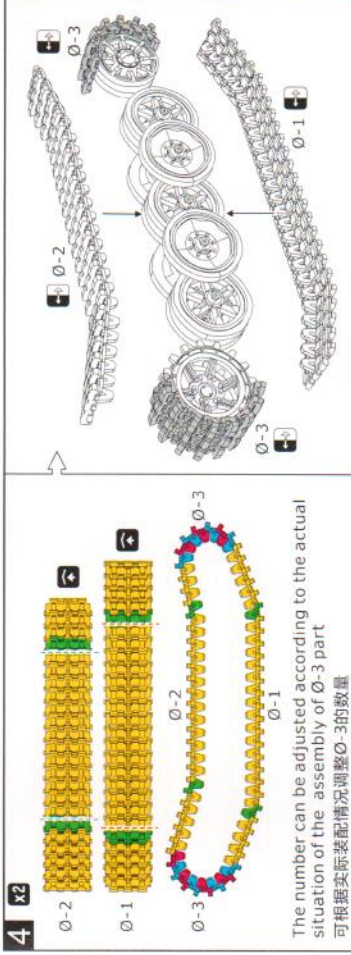 4
x2
Ø-2
Ø-1
Ø-2
Ø-3
Ø-3
Ø-1
The number can be adjusted according to the actual
situation of the assembly of Ø-3 part
可根据实际装配情况调整Ø-3的数量
Ø-2
Ø-3
Ø-3
Ø-1